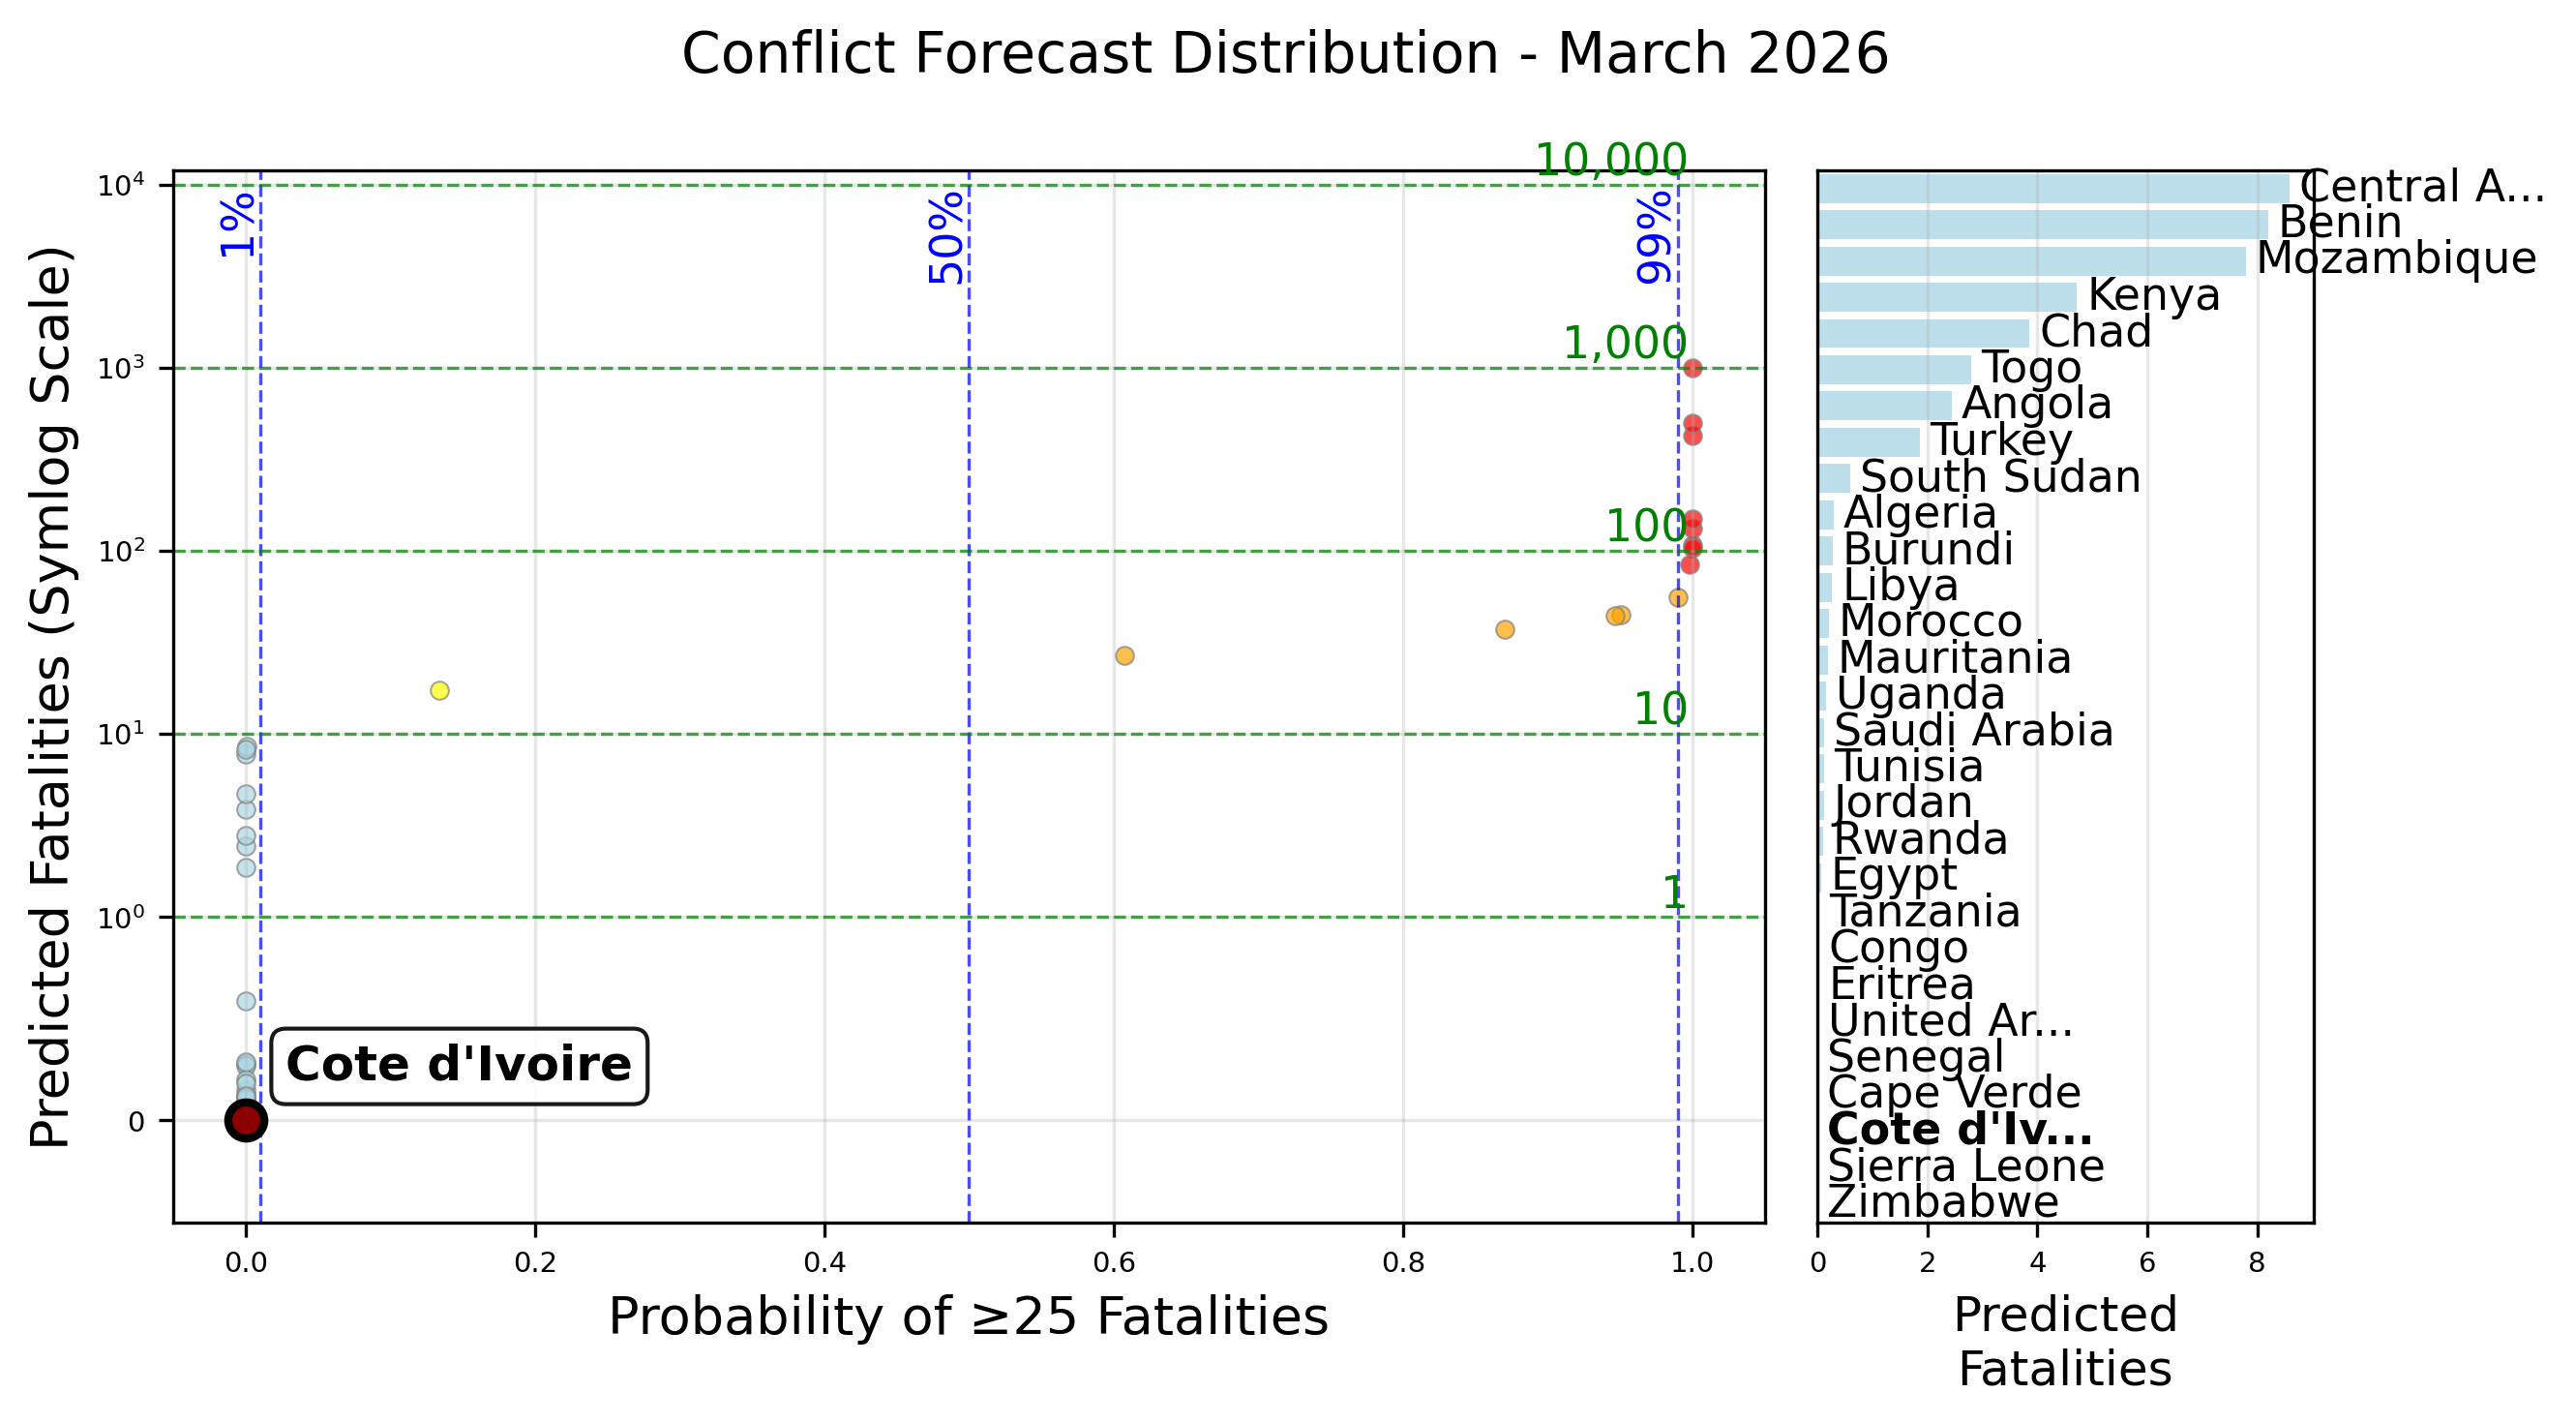 Conflict Forecast Distribution - March 2026
Predicted Fatalities (Symlog Scale)
10⁴
10³
10²
10¹
10⁰
0
1%
50%
99%
10,000
1,000
100
10
1
Cote d'Ivoire
0.0
0.2
0.4
0.6
0.8
1.0
Probability of ≥25 Fatalities
Central A...
Benin
Mozambique
Kenya
Chad
Togo
Angola
Turkey
South Sudan
Algeria
Burundi
Libya
Morocco
Mauritania
Uganda
Saudi Arabia
Tunisia
Jordan
Rwanda
Egypt
Tanzania
Congo
Eritrea
United Ar...
Senegal
Cape Verde
Cote d'Iv...
Sierra Leone
Zimbabwe
0
2
4
6
8
Predicted
Fatalities